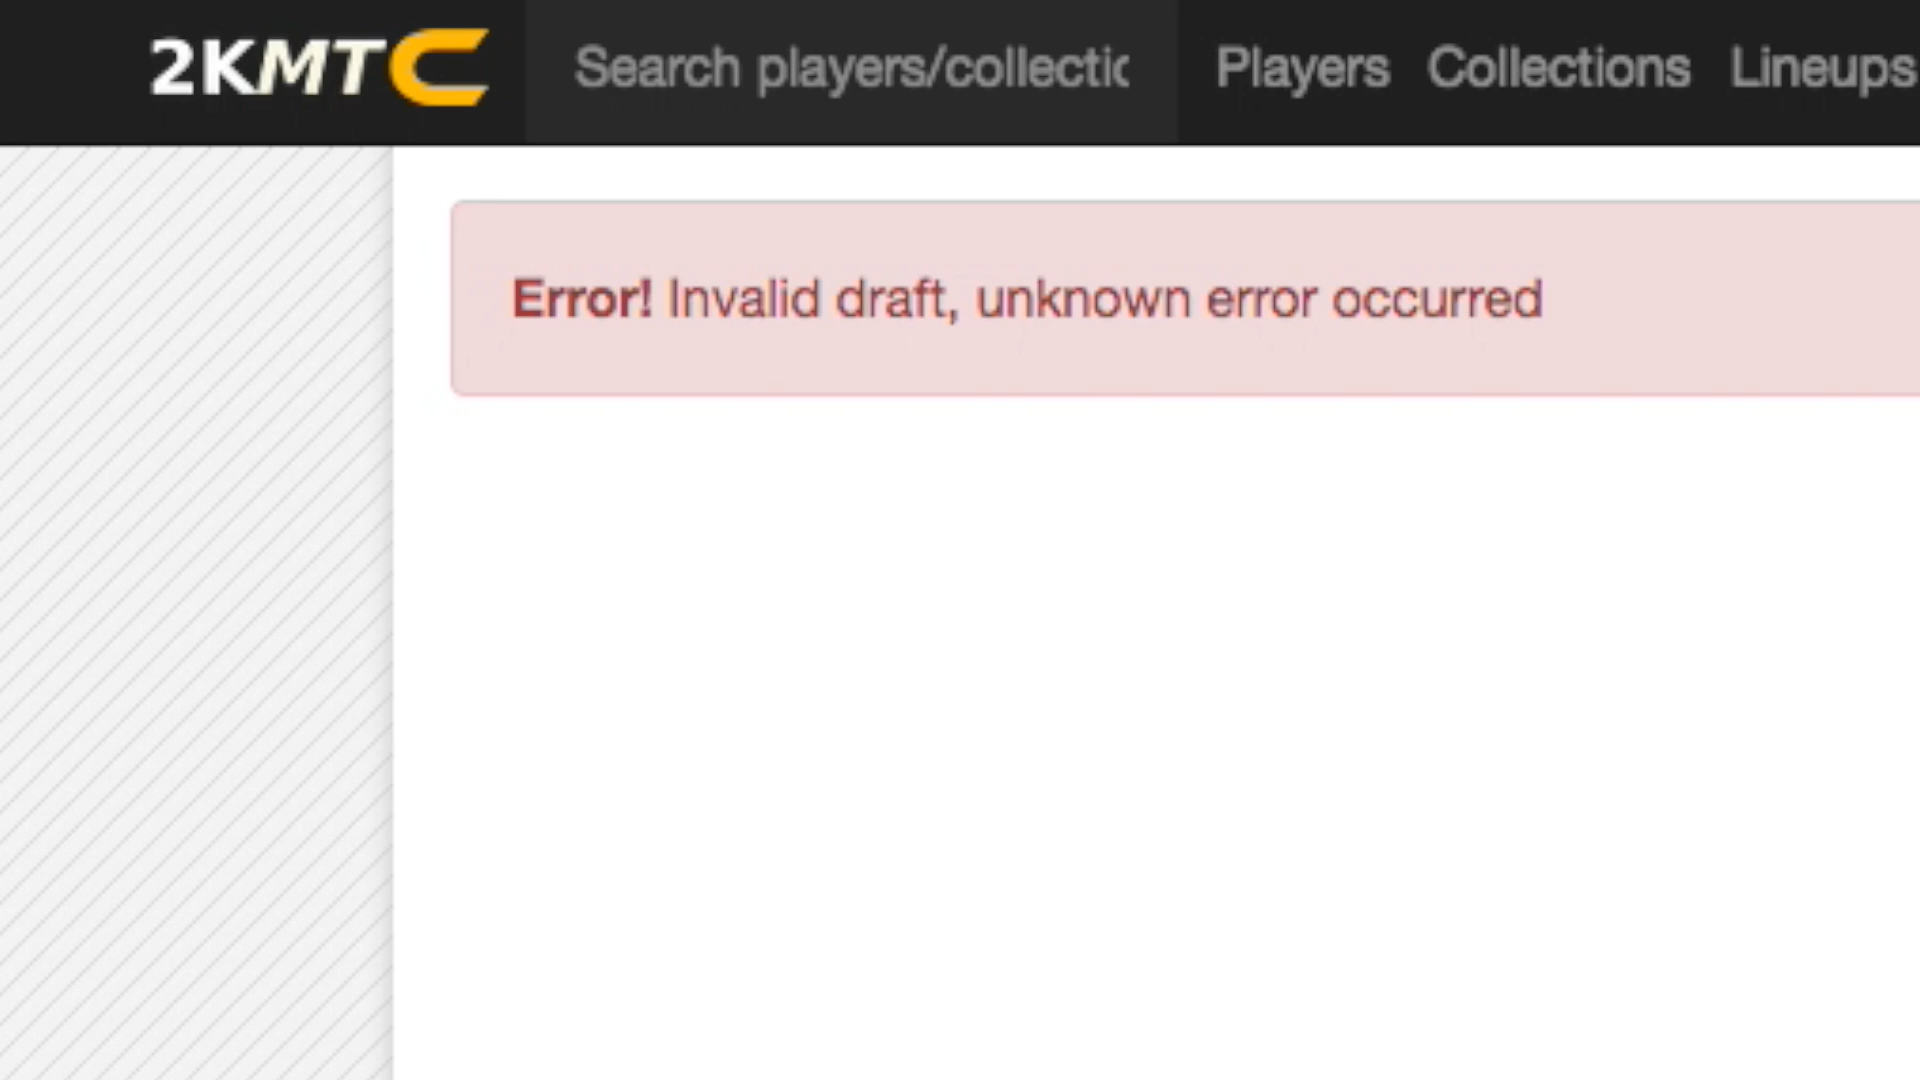 2KMTC
Search players/collectic
Players
Collections
Lineups
Error! Invalid draft, unknown error occurred